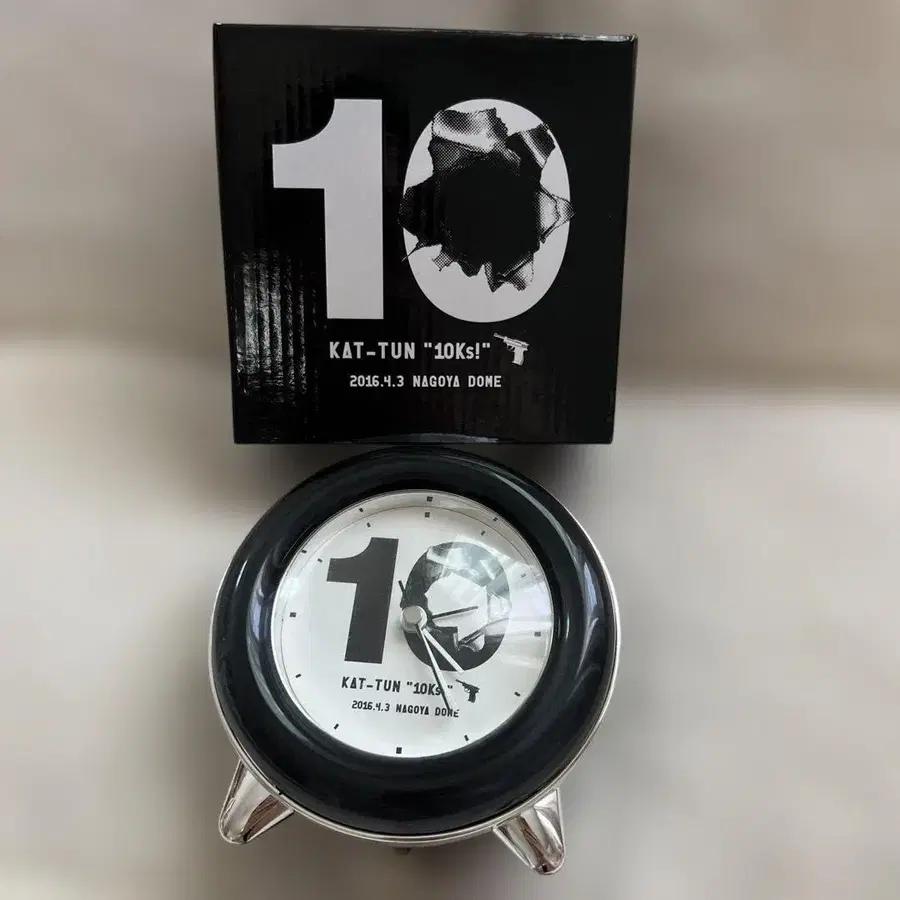 10
KAT-TUN "10Ks!"
2016.4.3 NAGOYA DOME
10
KAT-TUN "10Ks!"
2016.4.3 NAGOYA DOME